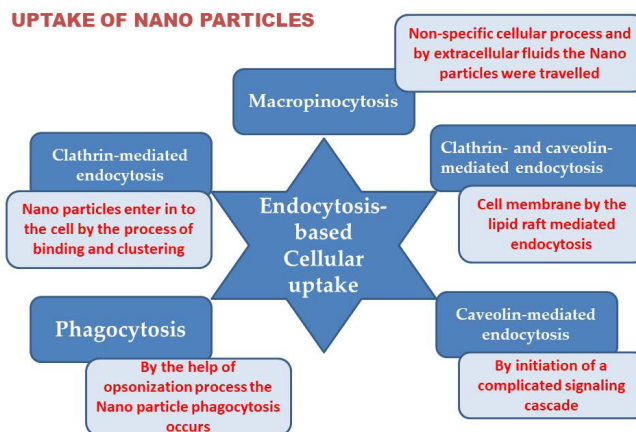 UPTAKE OF NANO PARTICLES
Non-specific cellular process and
by extracellular fluids the Nano
particles were travelled
Macropinocytosis
Clathrin-mediated
endocytosis
Nano particles enter in to
the cell by the process of
binding and clustering
Clathrin- and caveolin-
mediated endocytosis
Cell membrane by the
lipid raft mediated
endocytosis
Endocytosis-
based
Cellular
uptake
Phagocytosis
By the help of
opsonization process the
Nano particle phagocytosis
occurs
Caveolin-mediated
endocytosis
By initiation of a
complicated signaling
cascade